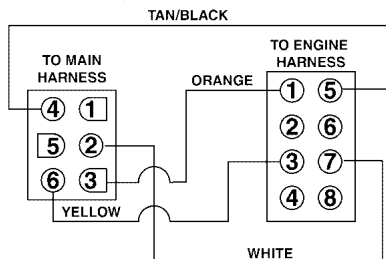 TAN/BLACK
TO MAIN
HARNESS
TO ENGINE
HARNESS
ORANGE
4 1
5 2
6 3
1 5
2 6
3 7
4 8
YELLOW
WHITE